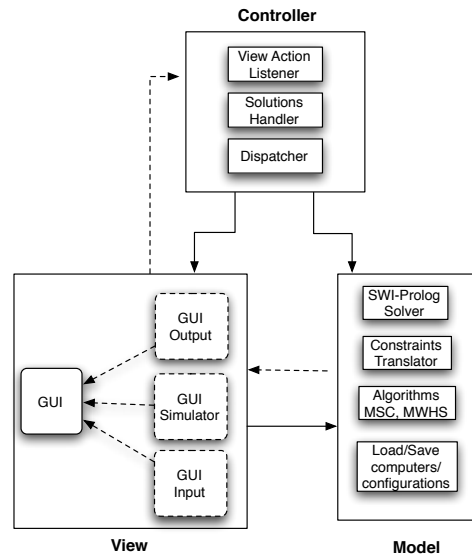 Controller
View Action
Listener
Solutions
Handler
Dispatcher
GUI
Output
GUI
GUI
Simulator
GUI
Input
SWI-Prolog
Solver
Constraints
Translator
Algorithms
MSC, MWHS
Load/Save
computers/
configurations
View
Model